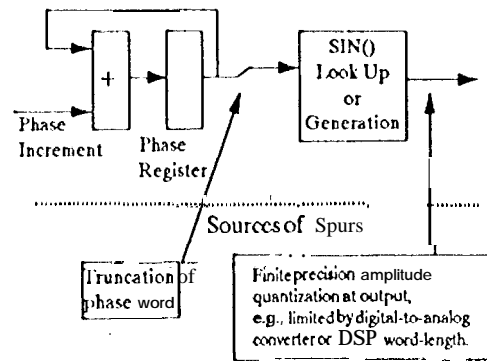 SIN()
Look Up
or
Generation
+
Phase
Increment
Phase
Register
Sources of Spurs
Truncation of
phase word
Finite precision amplitude
quantization at output,
e.g., limited by digital-to-analog
converter or DSP word-length.